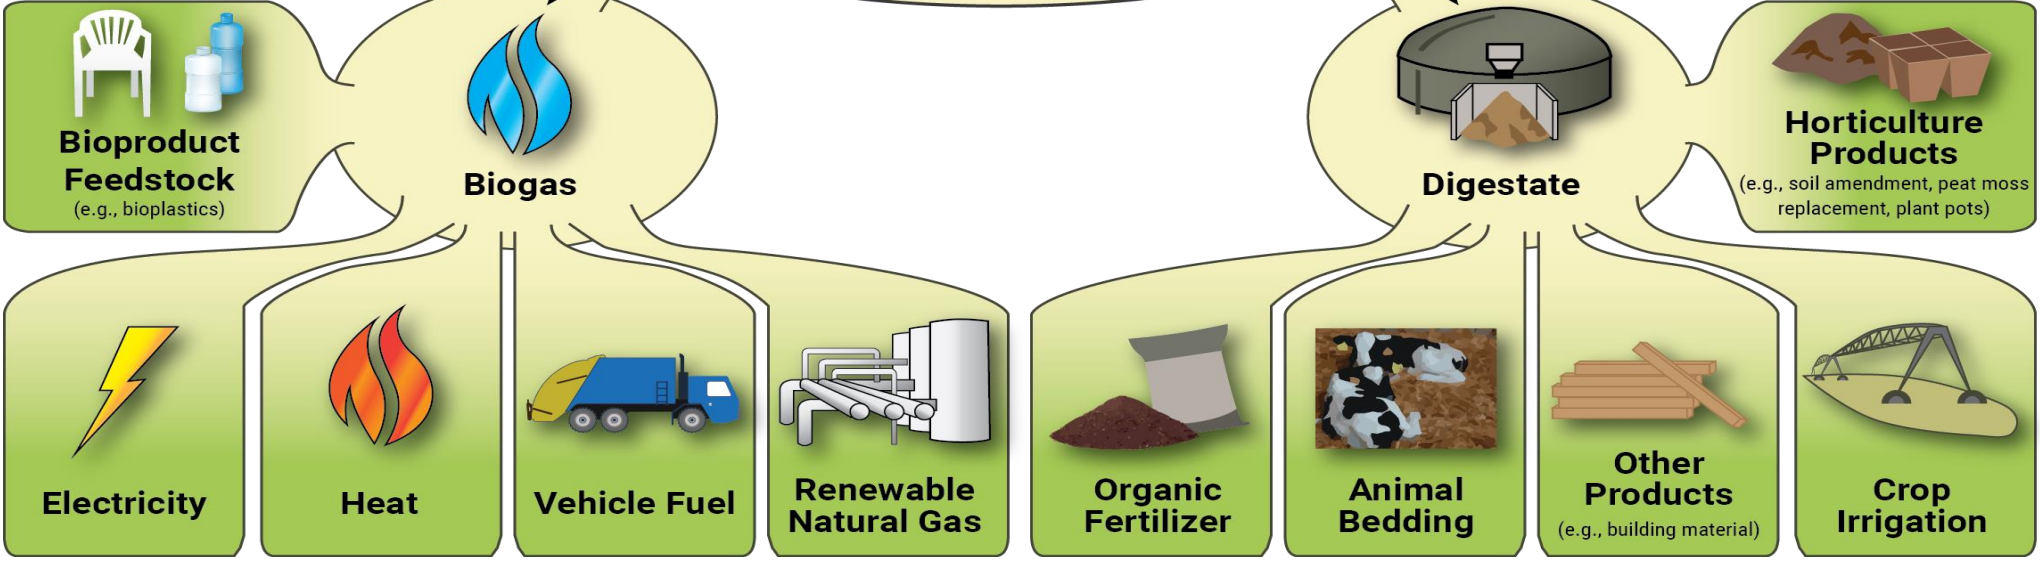 Bioproduct
Feedstock
(e.g., bioplastics)
Biogas
Digestate
Horticulture
Products
(e.g., soil amendment, peat moss
replacement, plant pots)
Electricity
Heat
Vehicle Fuel
Renewable
Natural Gas
Organic
Fertilizer
Animal
Bedding
Other
Products
(e.g., building material)
Crop
Irrigation